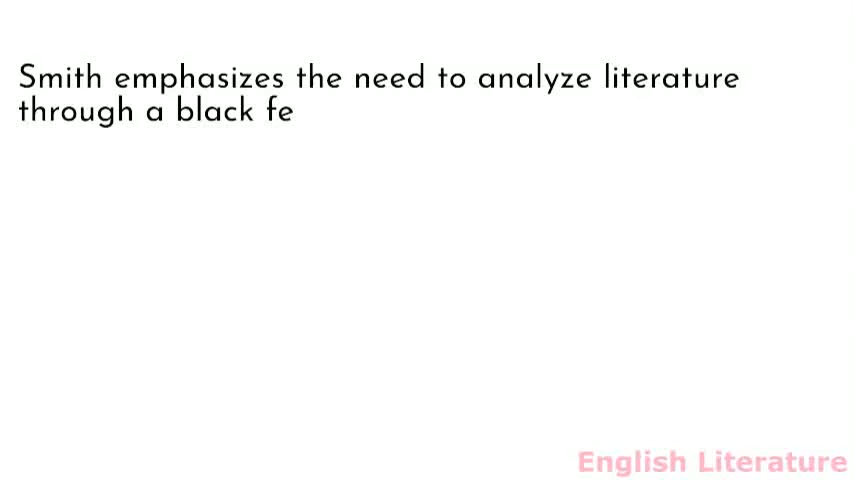 Smith emphasizes the need to analyze literature
through a black fe
English Literature